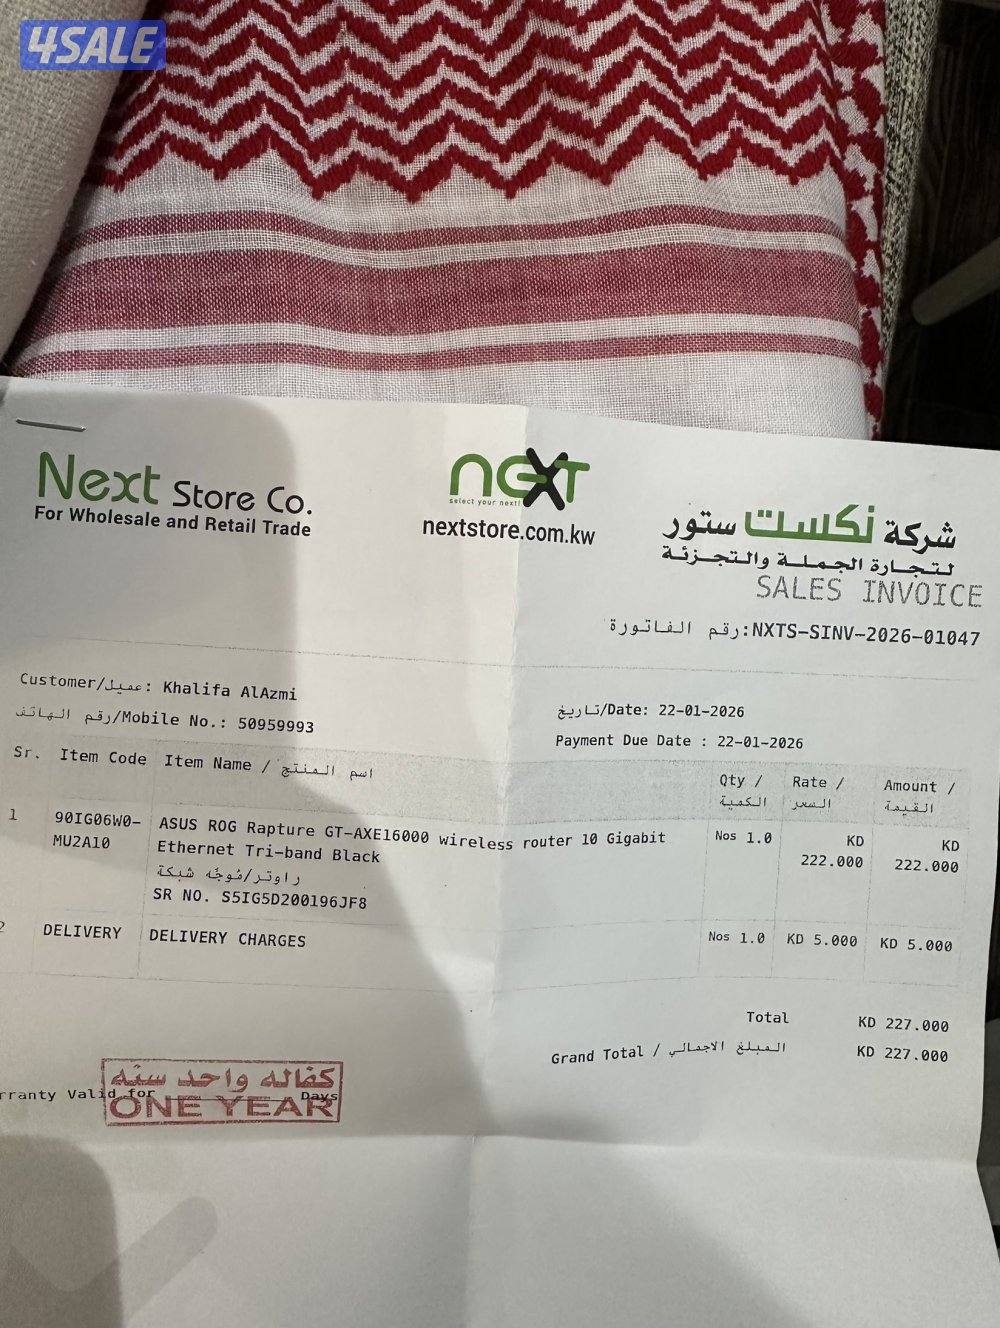 4SALE
Next Store Co.
For Wholesale and Retail Trade
NEXT
select your next!
nextstore.com.kw
شركة نكست ستور
لتجارة الجملة والتجزئة
SALES INVOICE
رقم الفاتورة:NXTS-SINV-2026-01047
Customer/عميل: Khalifa AlAzmi
رقم الهاتف/Mobile No.: 50959993
تاريخ/Date: 22-01-2026
Payment Due Date : 22-01-2026
Sr. Item Code Item Name / اسم المنتج Qty / الكمية Rate / السعر Amount / القيمة
1 90IG06W0-MU2A10 ASUS ROG Rapture GT-AXE16000 wireless router 10 Gigabit Nos 1.0 KD 222.000 KD 222.000
Ethernet Tri-band Black
راوتر/مُوجّه شبكة
SR NO. S5IG5D200196JF8
2 DELIVERY DELIVERY CHARGES Nos 1.0 KD 5.000 KD 5.000
Total KD 227.000
Grand Total / المبلغ الاجمالي KD 227.000
كفاله واحد سنه
rranty Valid for Days
ONE YEAR